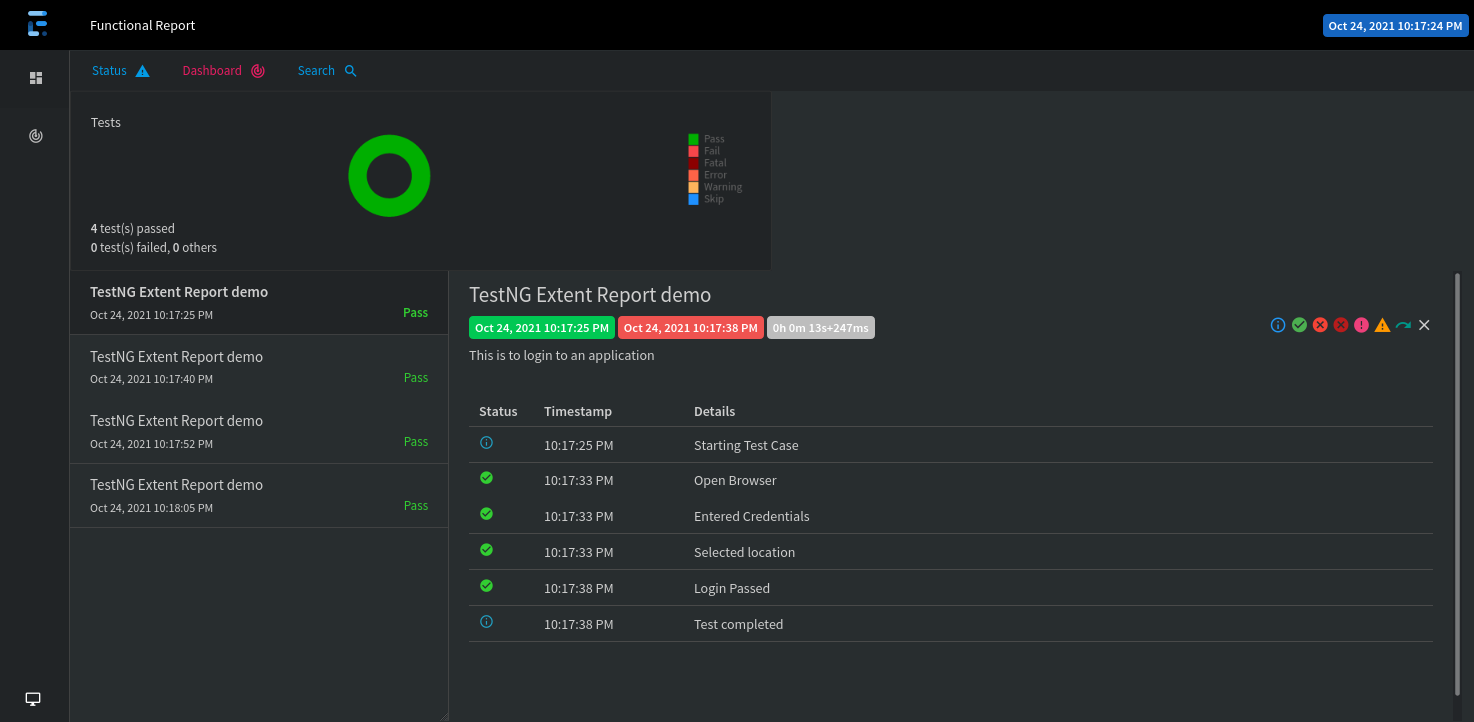 Functional Report
Oct 24, 2021 10:17:24 PM
Status Dashboard Search
Tests
Pass
Fail
Fatal
Error
Warning
Skip
4 test(s) passed
0 test(s) failed, 0 others
TestNG Extent Report demo
Oct 24, 2021 10:17:25 PM
Pass
TestNG Extent Report demo
Oct 24, 2021 10:17:40 PM
Pass
TestNG Extent Report demo
Oct 24, 2021 10:17:52 PM
Pass
TestNG Extent Report demo
Oct 24, 2021 10:18:05 PM
Pass
TestNG Extent Report demo
Oct 24, 2021 10:17:25 PM Oct 24, 2021 10:17:38 PM 0h 0m 13s+247ms
This is to login to an application
Status Timestamp Details
10:17:25 PM Starting Test Case
10:17:33 PM Open Browser
10:17:33 PM Entered Credentials
10:17:33 PM Selected location
10:17:38 PM Login Passed
10:17:38 PM Test completed